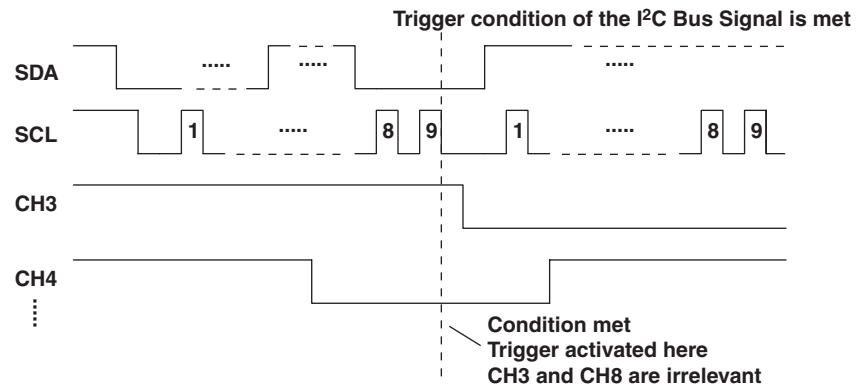 Trigger condition of the I²C Bus Signal is met
SDA
SCL
1
8
9
1
8
9
CH3
CH4
Condition met
Trigger activated here
CH3 and CH8 are irrelevant